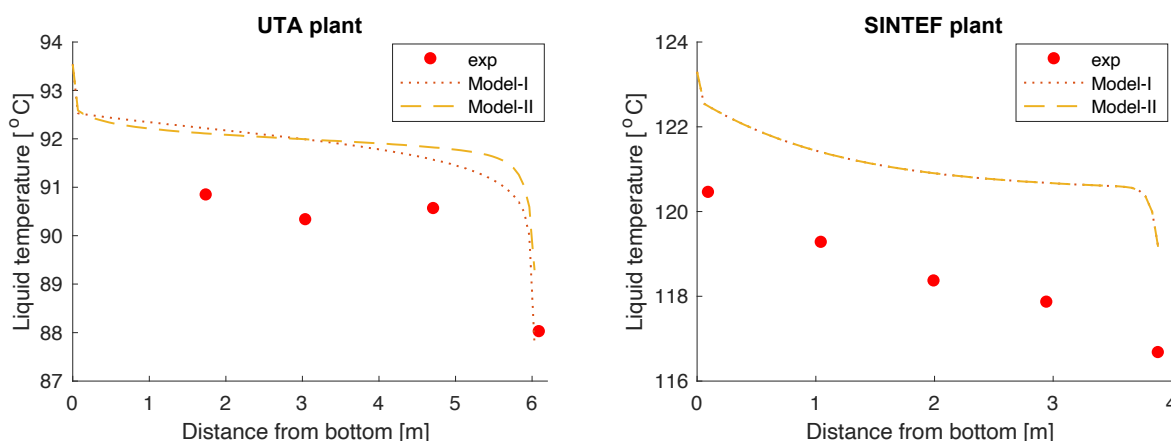 UTA plant
94
93
92
91
90
89
88
87
0
1
2
3
4
5
6
Liquid temperature [°C]
Distance from bottom [m]
exp
Model-I
Model-II
SINTEF plant
124
122
120
118
116
0
1
2
3
4
Liquid temperature [°C]
Distance from bottom [m]
exp
Model-I
Model-II